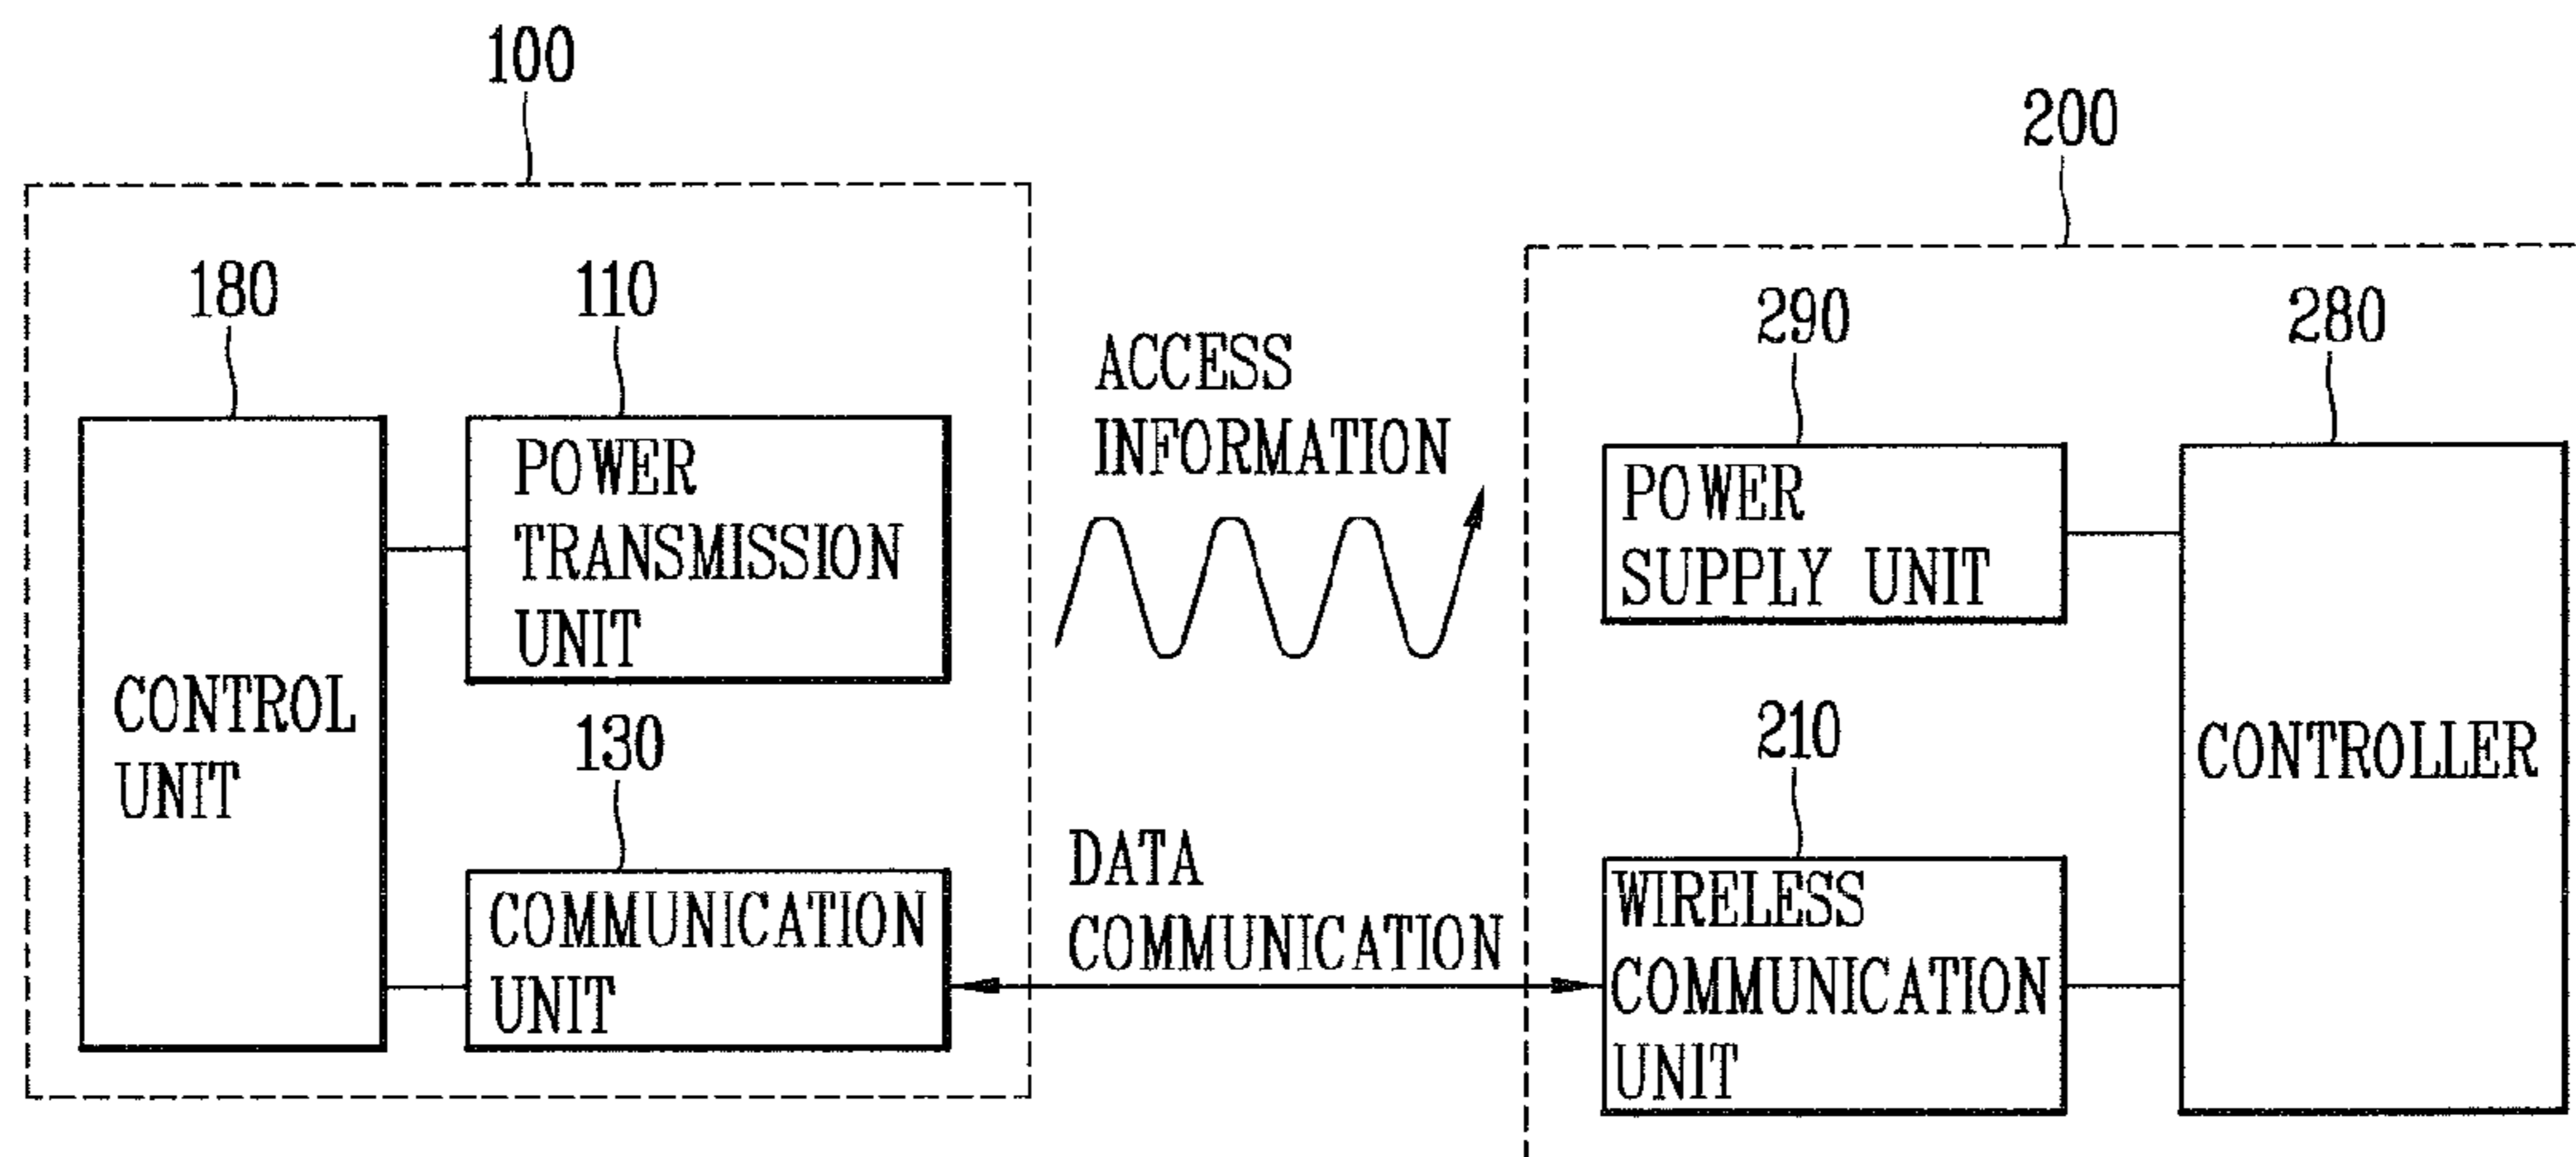 100
200
180
110
290
280
ACCESS
INFORMATION
POWER
TRANSMISSION
UNIT
POWER
SUPPLY UNIT
CONTROL
UNIT
130
210
CONTROLLER
DATA
COMMUNICATION
COMMUNICATION
UNIT
WIRELESS
COMMUNICATION
UNIT